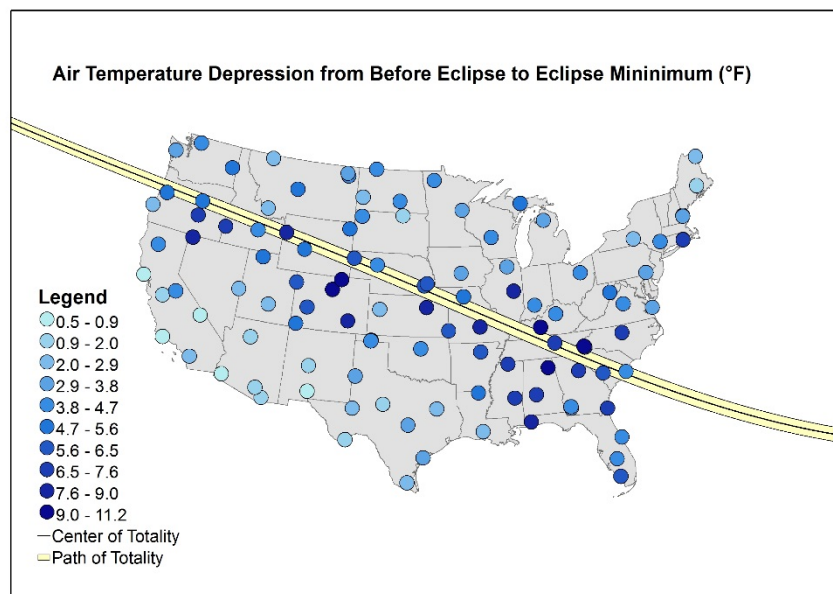 Air Temperature Depression from Before Eclipse to Eclipse Mininimum (°F)
Legend
0.5 - 0.9
0.9 - 2.0
2.0 - 2.9
2.9 - 3.8
3.8 - 4.7
4.7 - 5.6
5.6 - 6.5
6.5 - 7.6
7.6 - 9.0
9.0 - 11.2
Center of Totality
Path of Totality